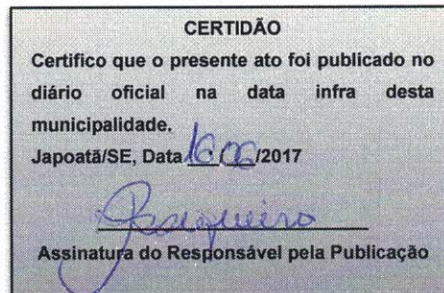 CERTIDÃO
Certifico que o presente ato foi publicado no
diário oficial na data infra desta
municipalidade.
Japoatã/SE, Data 16/06/2017
Assinatura do Responsável pela Publicação